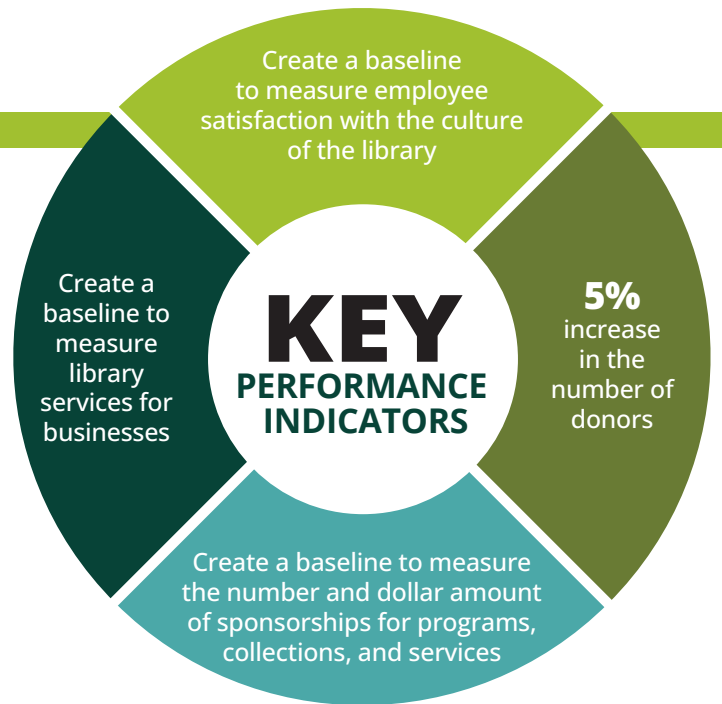 Create a baseline
to measure employee
satisfaction with the culture
of the library
Create a
baseline to
measure
library
services for
businesses
KEY
PERFORMANCE
INDICATORS
5%
increase
in the
number of
donors
Create a baseline to measure
the number and dollar amount
of sponsorships for programs,
collections, and services